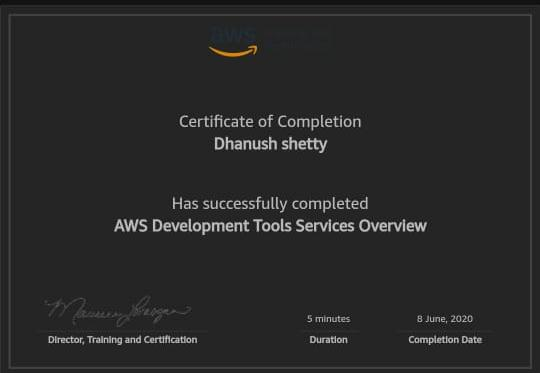 aws
Certificate of Completion
Dhanush shetty
Has successfully completed
AWS Development Tools Services Overview
5 minutes
8 June, 2020
Director, Training and Certification
Duration
Completion Date